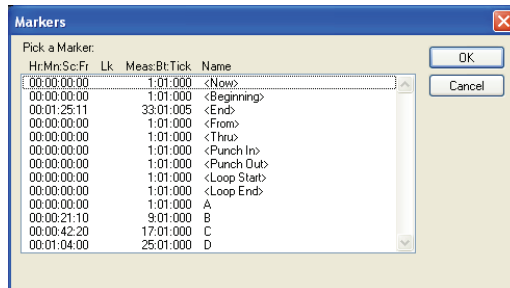 Markers
Pick a Marker:
Hr:Mn:Sc:Fr Lk Meas:Bt:Tick Name
00:00:00:00 1:01:000 <Now>
00:00:00:00 1:01:000 <Beginning>
00:01:25:11 33:01:005 <End>
00:00:00:00 1:01:000 <From>
00:00:00:00 1:01:000 <Thru>
00:00:00:00 1:01:000 <Punch In>
00:00:00:00 1:01:000 <Punch Out>
00:00:00:00 1:01:000 <Loop Start>
00:00:00:00 1:01:000 <Loop End>
00:00:00:00 1:01:000 A
00:00:21:10 9:01:000 B
00:00:42:20 17:01:000 C
00:01:04:00 25:01:000 D
OK
Cancel